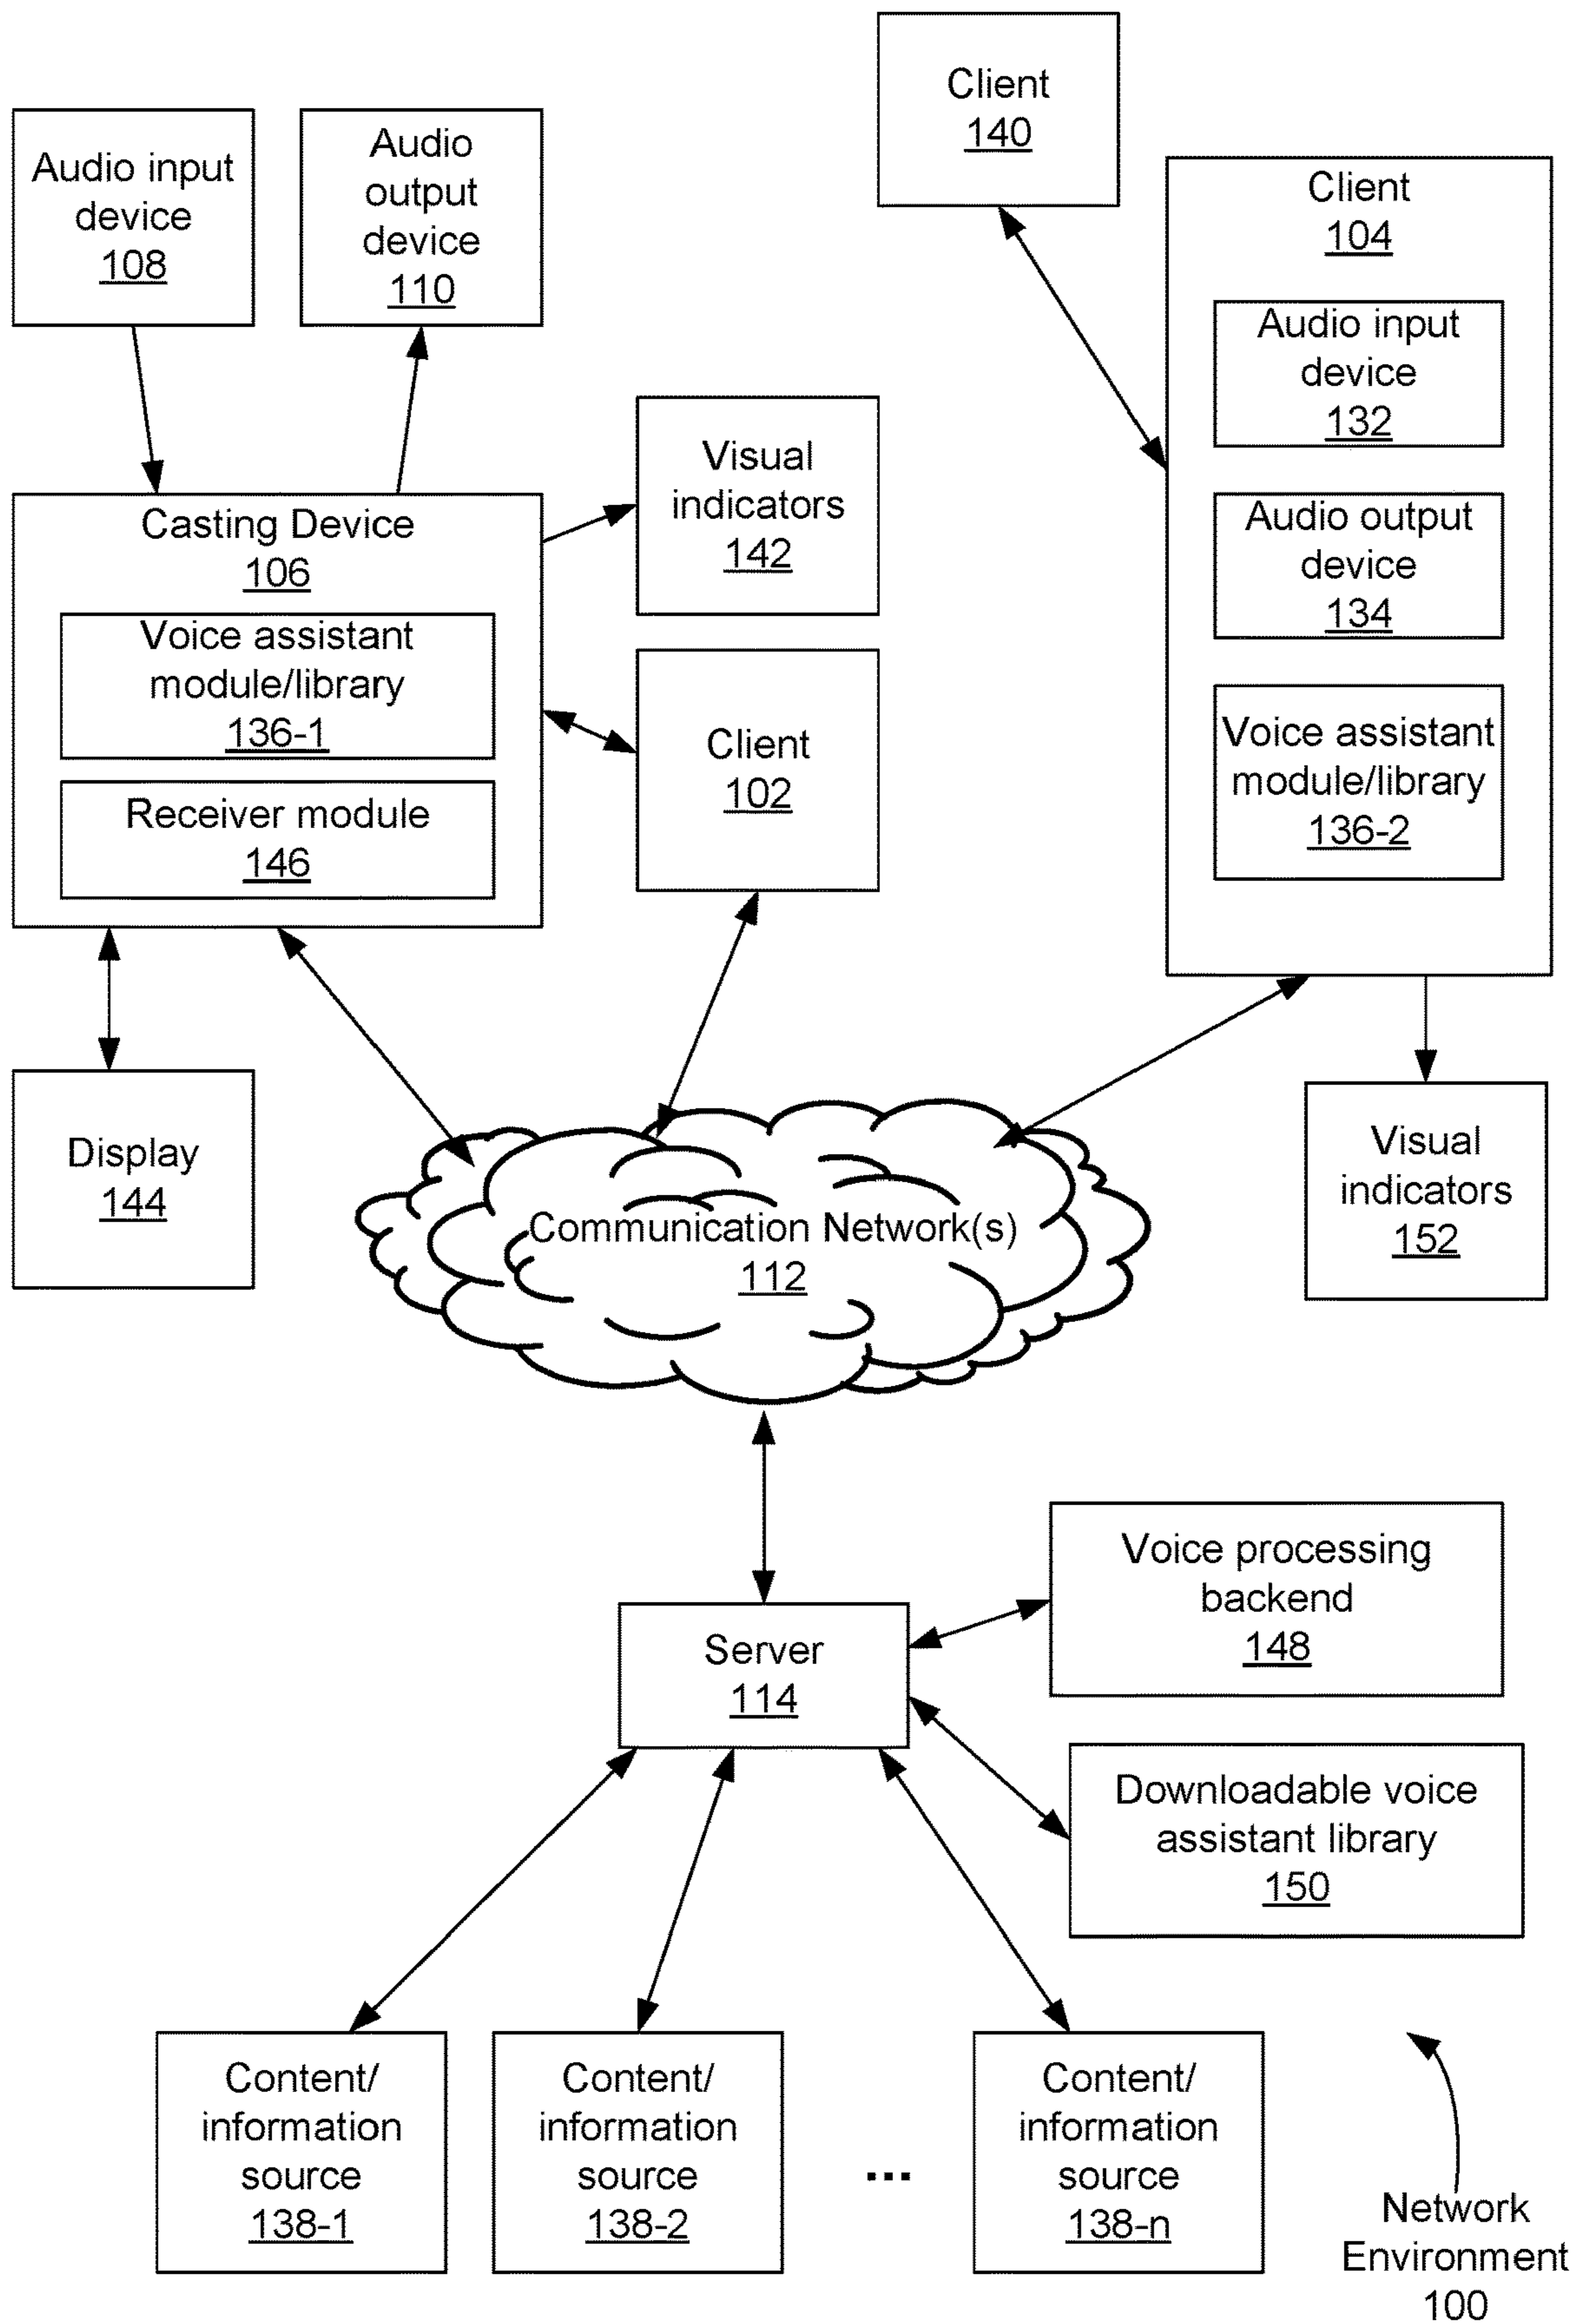 Client
140
Audio input
device
108
Audio
output
device
110
Client
104
Audio input
device
132
Audio output
device
134
Voice assistant
module/library
136-2
Visual
indicators
142
Casting Device
106
Voice assistant
module/library
136-1
Receiver module
146
Client
102
Display
144
Visual
indicators
152
Communication Network(s)
112
Voice processing
backend
148
Server
114
Downloadable voice
assistant library
150
Content/
information
source
138-1
Content/
information
source
138-2
...
Content/
information
source
138-n
Network
Environment
100